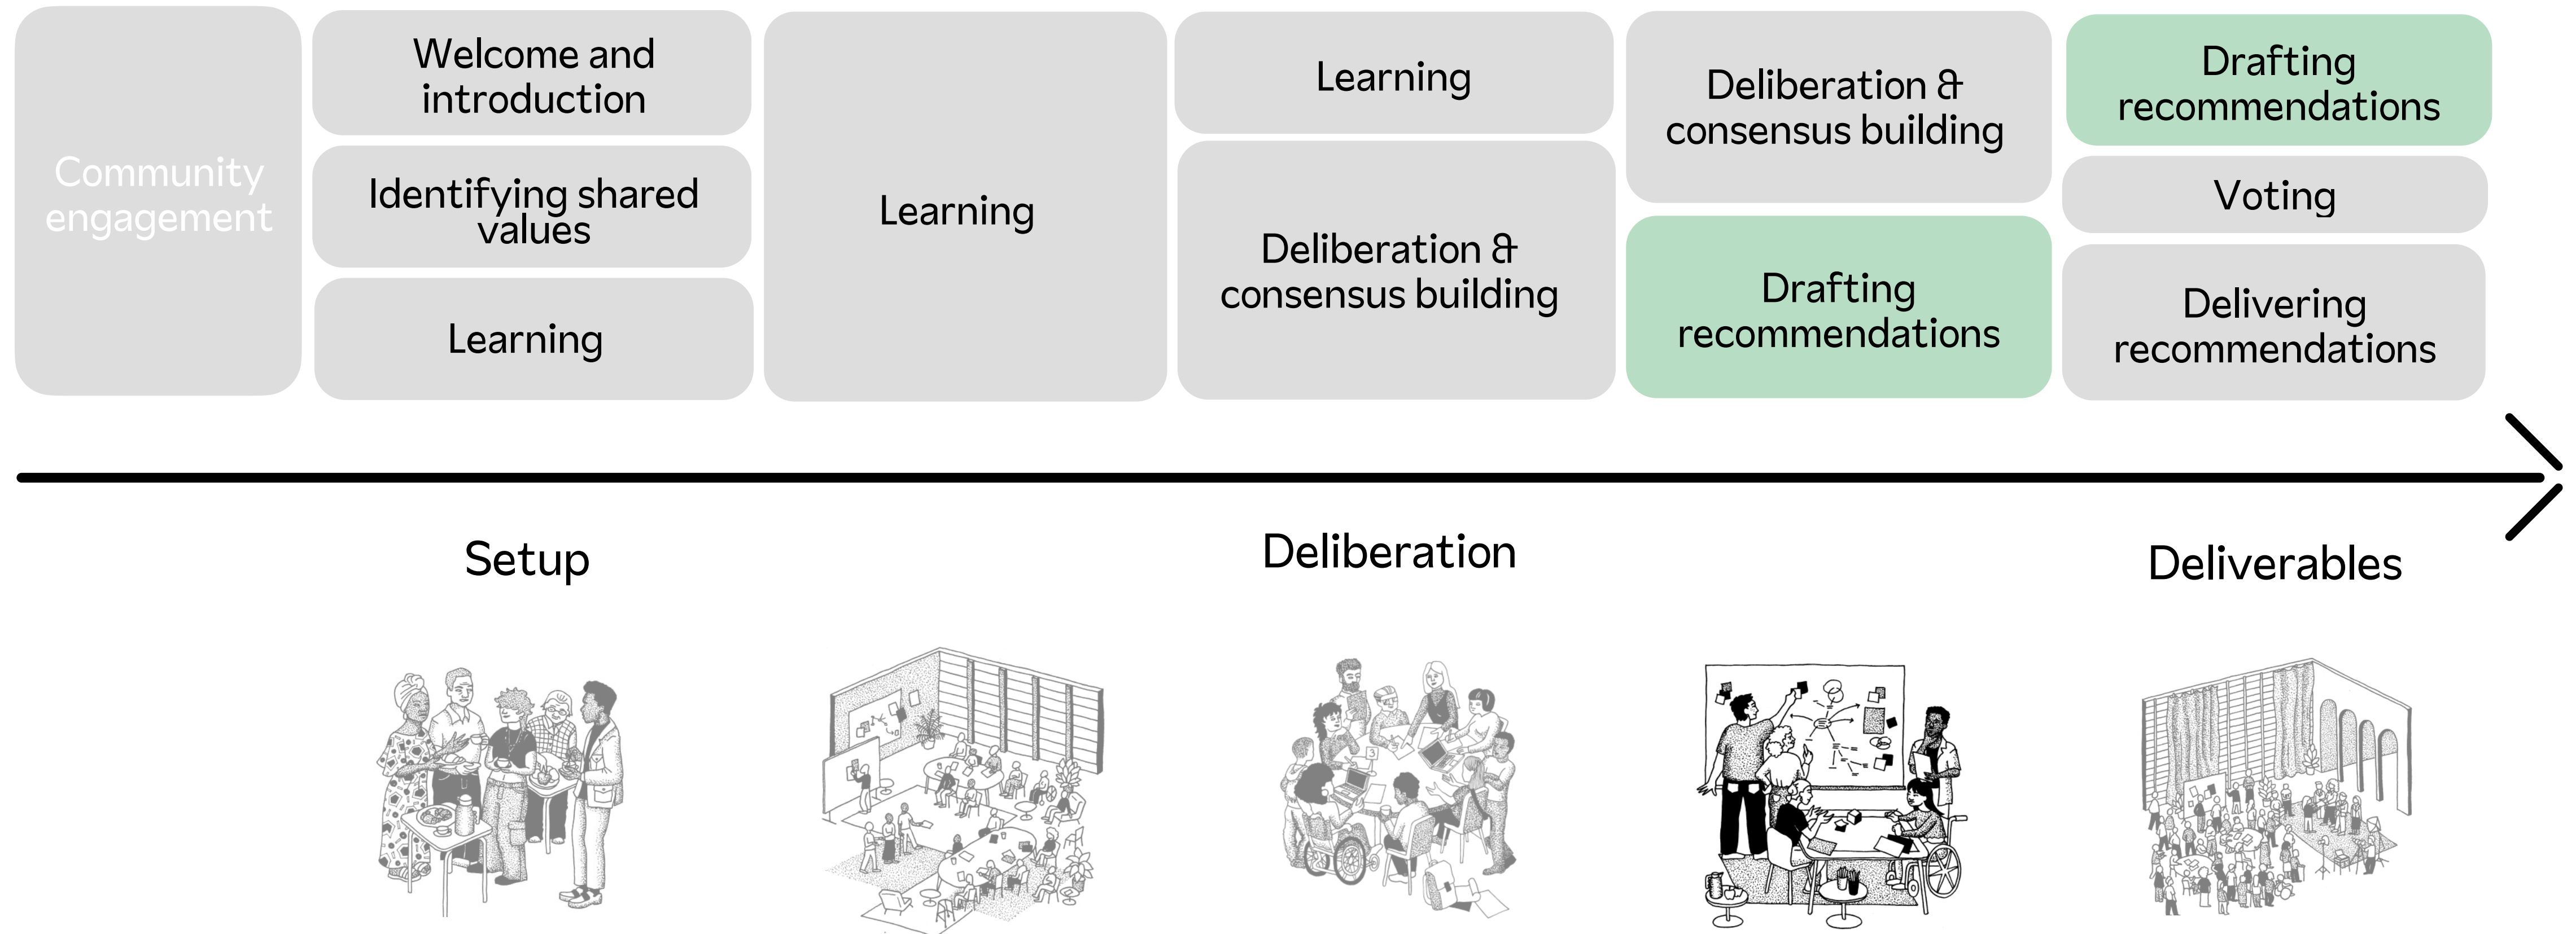 Community
engagement
Welcome and
introduction
Identifying shared
values
Learning
Learning
Learning
Deliberation &
consensus building
Deliberation &
consensus building
Drafting
recommendations
Drafting
recommendations
Voting
Delivering
recommendations
Setup
Deliberation
Deliverables